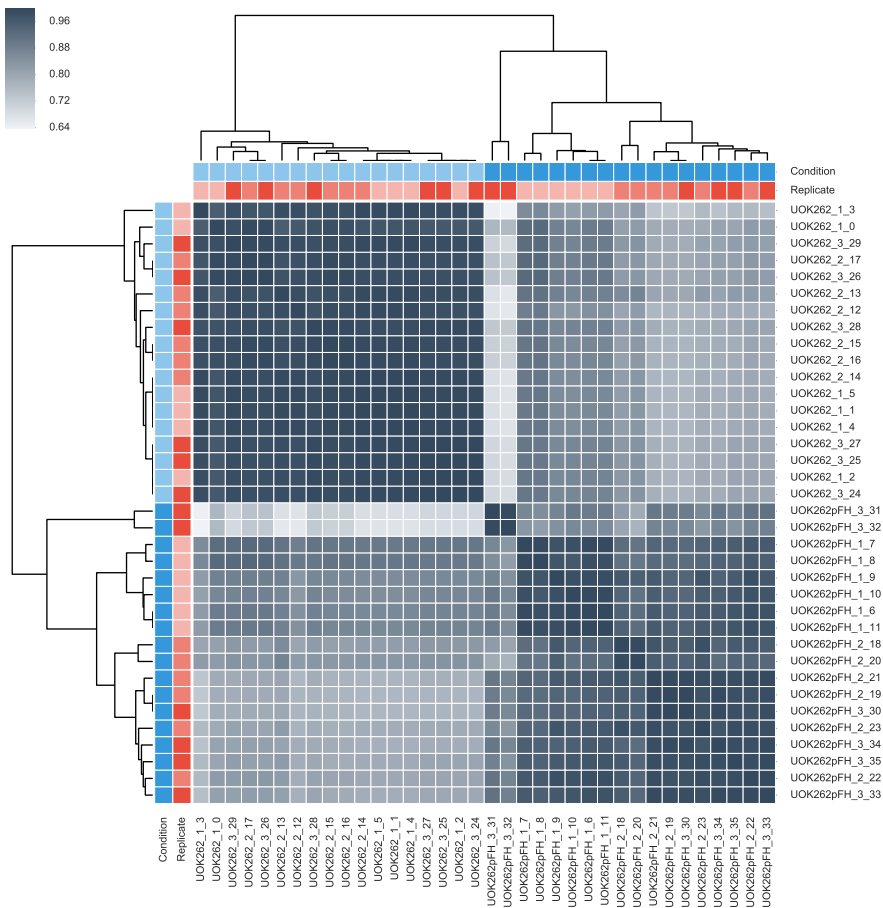 0.96
0.88
0.80
0.72
0.64
Condition
Replicate
UOK262_1_3
UOK262_1_0
UOK262_3_29
UOK262_2_17
UOK262_3_26
UOK262_2_13
UOK262_2_12
UOK262_3_28
UOK262_2_15
UOK262_2_16
UOK262_2_14
UOK262_1_5
UOK262_1_1
UOK262_1_4
UOK262_3_27
UOK262_3_25
UOK262_1_2
UOK262_3_24
UOK262pFH_3_31
UOK262pFH_3_32
UOK262pFH_1_7
UOK262pFH_1_8
UOK262pFH_1_9
UOK262pFH_1_10
UOK262pFH_1_6
UOK262pFH_1_11
UOK262pFH_2_18
UOK262pFH_2_20
UOK262pFH_2_21
UOK262pFH_2_19
UOK262pFH_3_30
UOK262pFH_2_23
UOK262pFH_3_34
UOK262pFH_3_35
UOK262pFH_2_22
UOK262pFH_3_33
Condition
Replicate
UOK262_1_3
UOK262_1_0
UOK262_3_29
UOK262_2_17
UOK262_3_26
UOK262_2_13
UOK262_2_12
UOK262_3_28
UOK262_2_15
UOK262_2_16
UOK262_2_14
UOK262_1_5
UOK262_1_1
UOK262_1_4
UOK262_3_27
UOK262_3_25
UOK262_1_2
UOK262_3_24
UOK262pFH_3_31
UOK262pFH_3_32
UOK262pFH_1_7
UOK262pFH_1_8
UOK262pFH_1_9
UOK262pFH_1_10
UOK262pFH_1_6
UOK262pFH_1_11
UOK262pFH_2_18
UOK262pFH_2_20
UOK262pFH_2_21
UOK262pFH_2_19
UOK262pFH_3_30
UOK262pFH_2_23
UOK262pFH_3_34
UOK262pFH_3_35
UOK262pFH_2_22
UOK262pFH_3_33